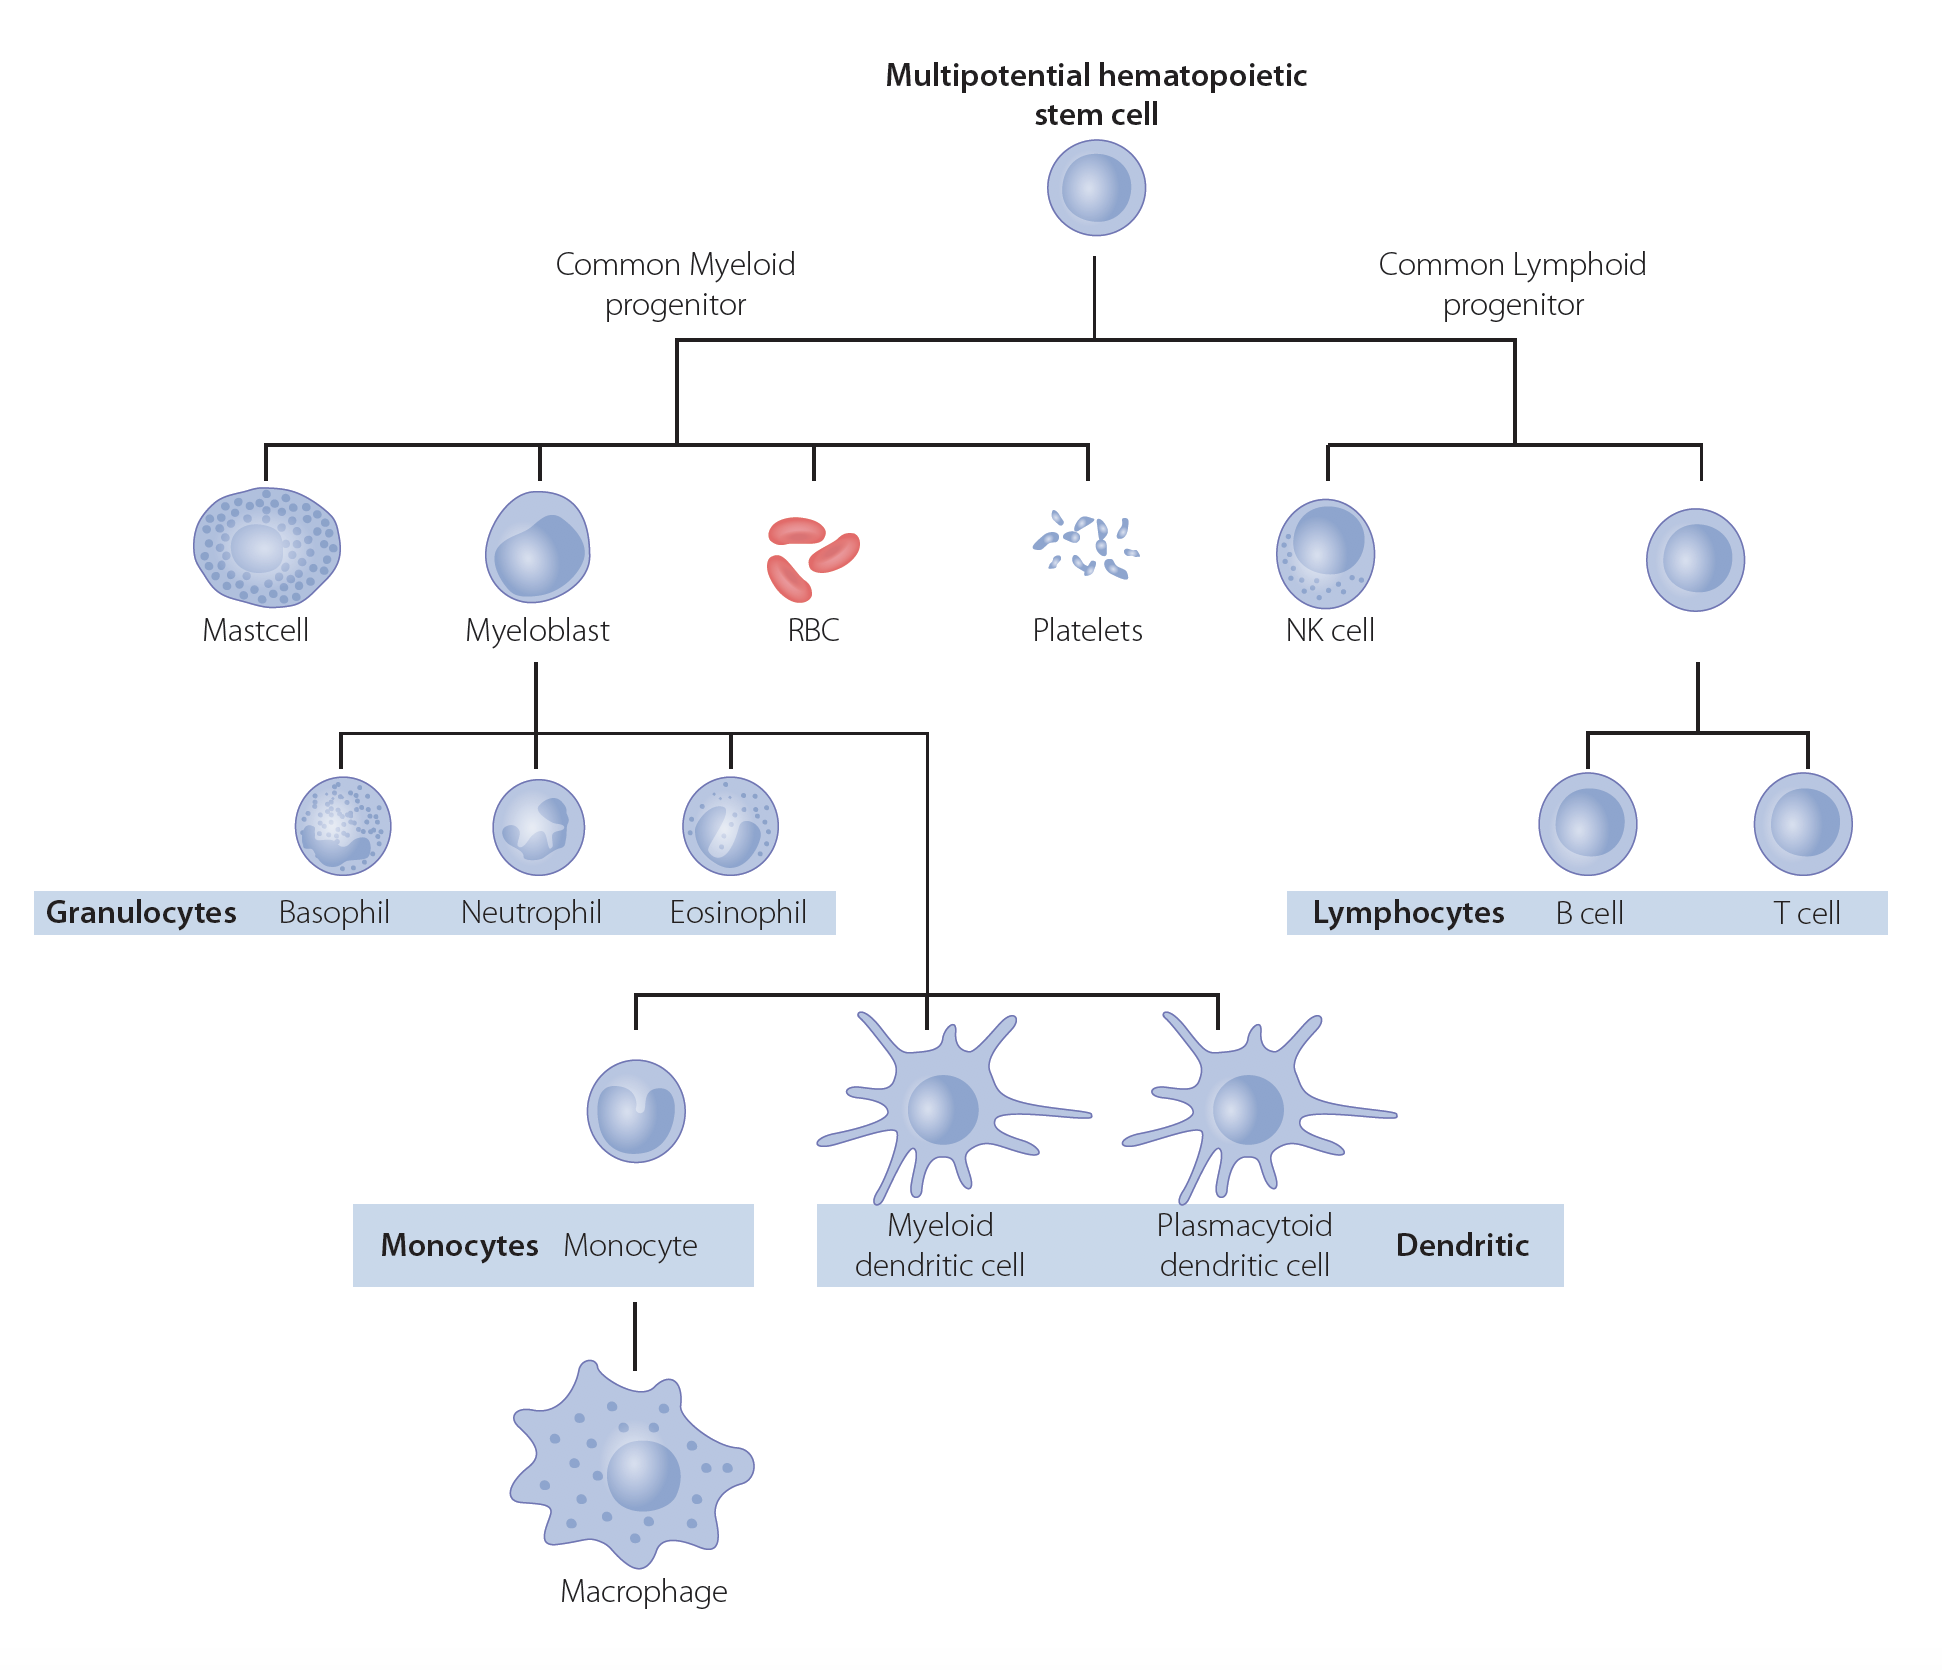 Multipotential hematopoietic
stem cell
Common Myeloid
progenitor
Common Lymphoid
progenitor
Mastcell
Myeloblast
RBC
Platelets
NK cell
Granulocytes Basophil Neutrophil Eosinophil
Lymphocytes B cell T cell
Monocytes Monocyte
Myeloid
dendritic cell
Plasmacytoid
dendritic cell
Dendritic
Macrophage